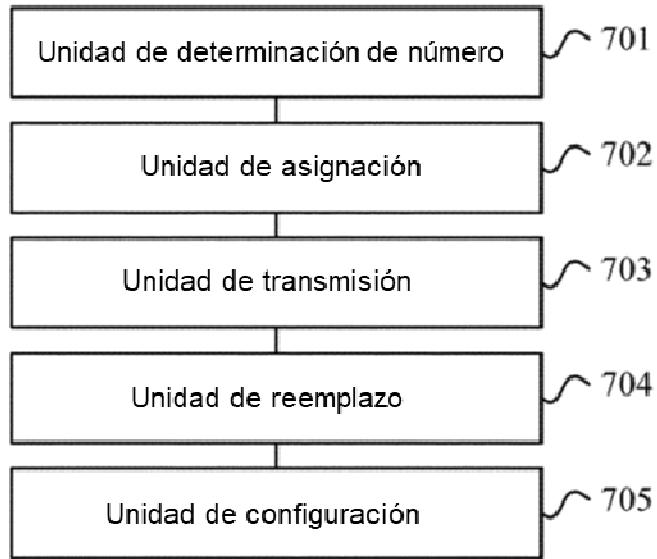 Unidad de determinación de número 701
Unidad de asignación 702
Unidad de transmisión 703
Unidad de reemplazo 704
Unidad de configuración 705